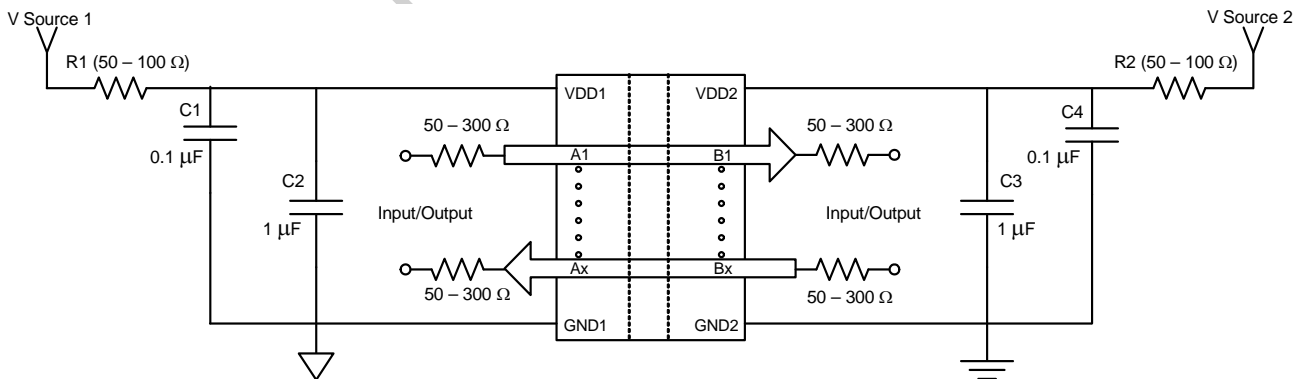 V Source 1
V Source 2
R1 (50 – 100 Ω)
R2 (50 – 100 Ω)
VDD1
VDD2
C1
C4
50 – 300 Ω
50 – 300 Ω
0.1 μF
0.1 μF
A1
B1
C2
C3
Input/Output
Input/Output
1 μF
1 μF
Ax
Bx
50 – 300 Ω
50 – 300 Ω
GND1
GND2